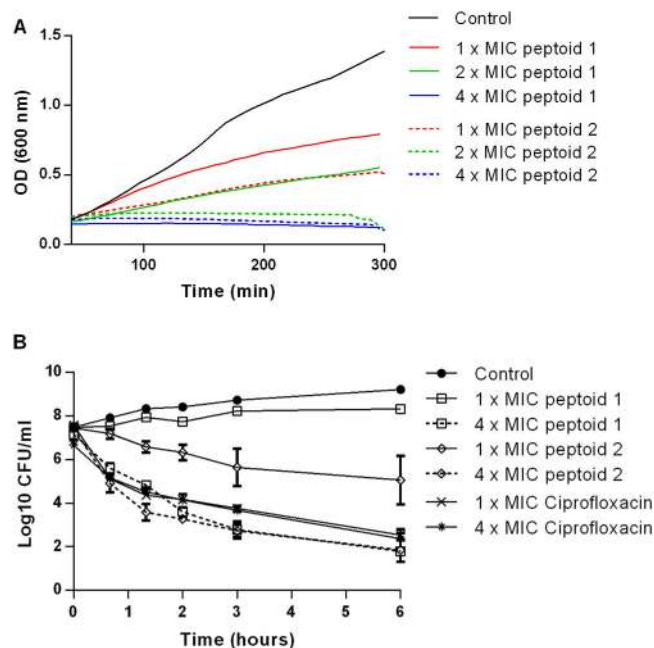 A
OD (600 nm)
1.5
1.0
0.5
0.0
100
200
300
Time (min)
Control
1 x MIC peptoid 1
2 x MIC peptoid 1
4 x MIC peptoid 1
1 x MIC peptoid 2
2 x MIC peptoid 2
4 x MIC peptoid 2
B
Log10 CFU/ml
10
8
6
4
2
0
0
1
2
3
4
5
6
Time (hours)
Control
1 x MIC peptoid 1
4 x MIC peptoid 1
1 x MIC peptoid 2
4 x MIC peptoid 2
1 x MIC Ciprofloxacin
4 x MIC Ciprofloxacin